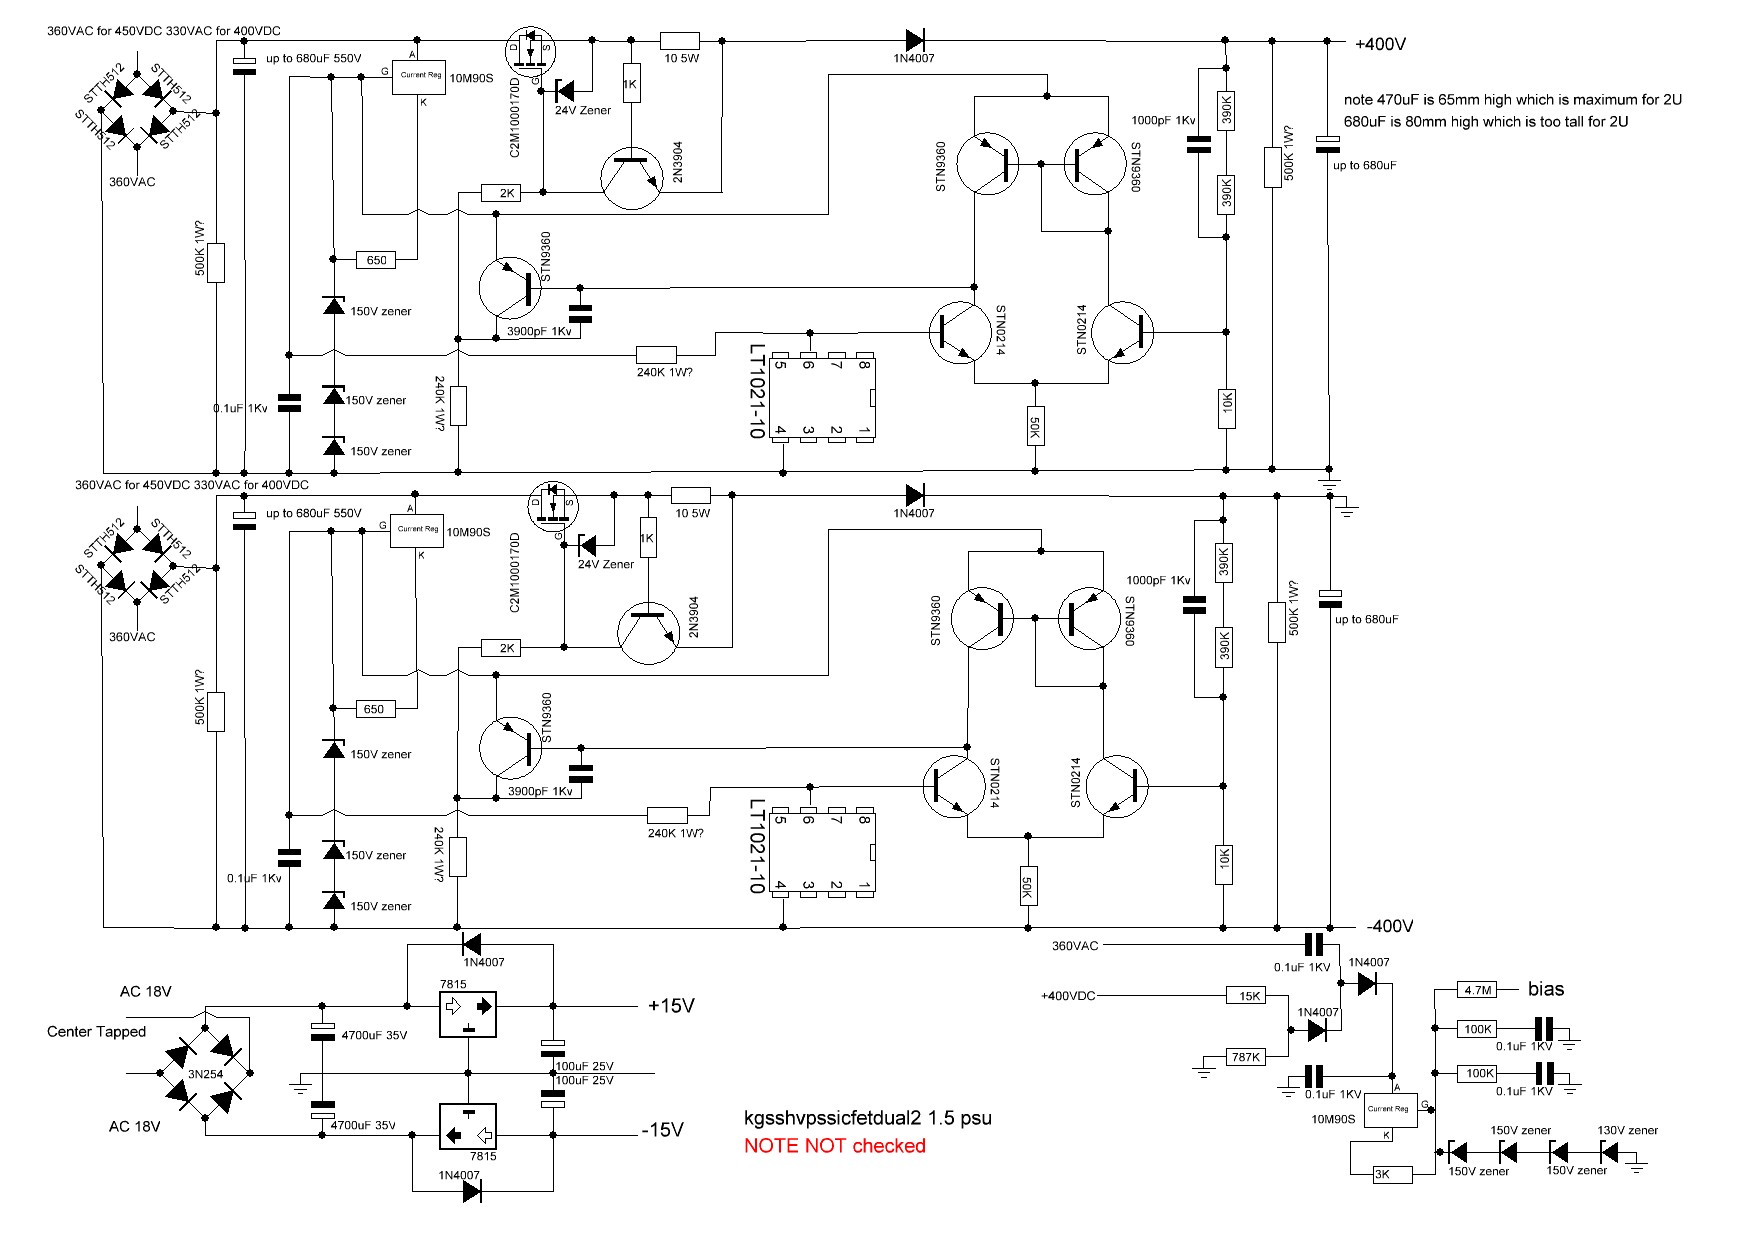 360VAC for 450VDC 330VAC for 400VDC
up to 680uF 550V
STTH512
STTH512
STTH512
STTH512
360VAC
A
G
Current Reg
10M90S
K
D
S
G
C2M1000170D
24V Zener
1K
10 5W
2N3904
2K
1N4007
+400V
note 470uF is 65mm high which is maximum for 2U
680uF is 80mm high which is too tall for 2U
1000pF 1Kv
390K
390K
500K 1W?
up to 680uF
STN9360
STN9360
500K 1W?
650
150V zener
150V zener
150V zener
0.1uF 1Kv
STN9360
3900pF 1Kv
240K 1W?
240K 1W?
LT1021-10
5 6 7 8
4 3 2 1
STN0214
STN0214
50K
10K
360VAC for 450VDC 330VAC for 400VDC
up to 680uF 550V
STTH512
STTH512
STTH512
STTH512
360VAC
A
G
Current Reg
10M90S
K
D
S
G
C2M1000170D
24V Zener
1K
10 5W
2N3904
2K
1N4007
1000pF 1Kv
390K
390K
500K 1W?
up to 680uF
STN9360
STN9360
500K 1W?
650
150V zener
150V zener
150V zener
0.1uF 1Kv
STN9360
3900pF 1Kv
240K 1W?
240K 1W?
LT1021-10
5 6 7 8
4 3 2 1
STN0214
STN0214
50K
10K
-400V
1N4007
7815
AC 18V
Center Tapped
AC 18V
3N254
4700uF 35V
4700uF 35V
+15V
100uF 25V
100uF 25V
-15V
7815
1N4007
kgsshvpssicfetdual2 1.5 psu
NOTE NOT checked
360VAC
0.1uF 1KV
1N4007
+400VDC
15K
1N4007
787K
0.1uF 1KV
A
G
Current Reg
10M90S
K
3K
4.7M
bias
100K
0.1uF 1KV
100K
0.1uF 1KV
150V zener
130V zener
150V zener
150V zener